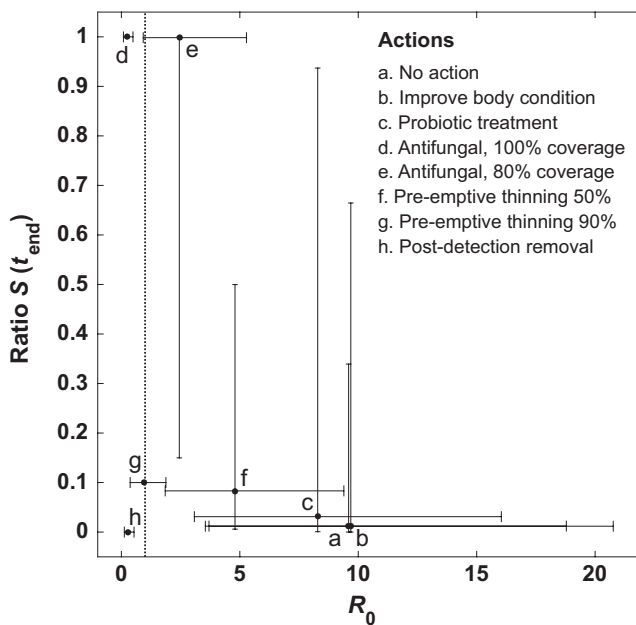 Actions
a. No action
b. Improve body condition
c. Probiotic treatment
d. Antifungal, 100% coverage
e. Antifungal, 80% coverage
f. Pre-emptive thinning 50%
g. Pre-emptive thinning 90%
h. Post-detection removal
Ratio S (t_end)
1
0.9
0.8
0.7
0.6
0.5
0.4
0.3
0.2
0.1
0
d
e
g
f
c
h
a
b
0
5
10
15
20
R_0